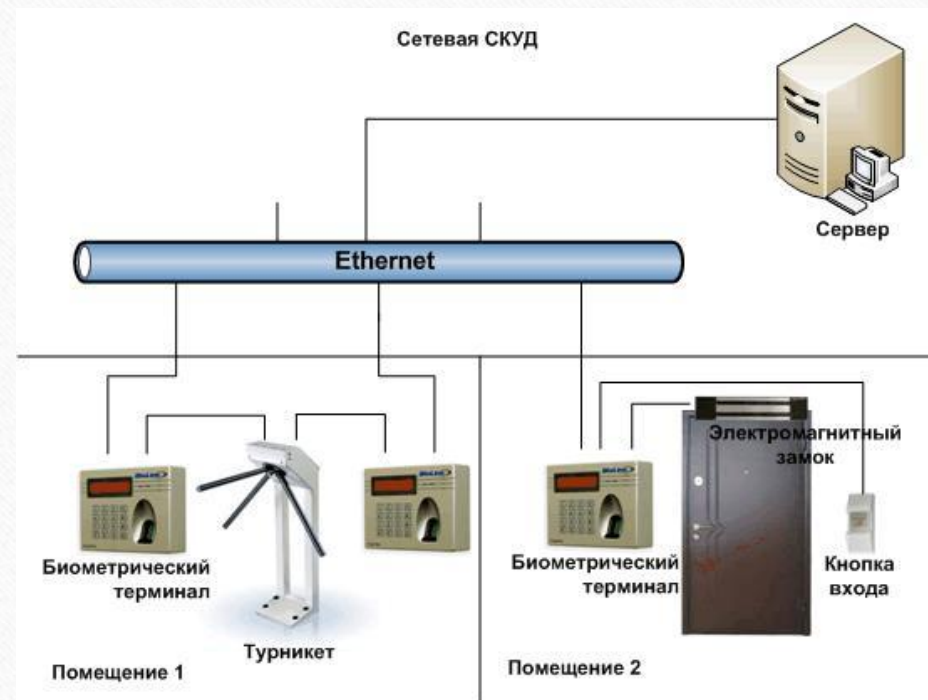 Сетевая СКУД
Сервер
Ethernet
Биометрический
терминал
Турникет
Помещение 1
Электромагнитный
замок
Биометрический
терминал
Кнопка
входа
Помещение 2